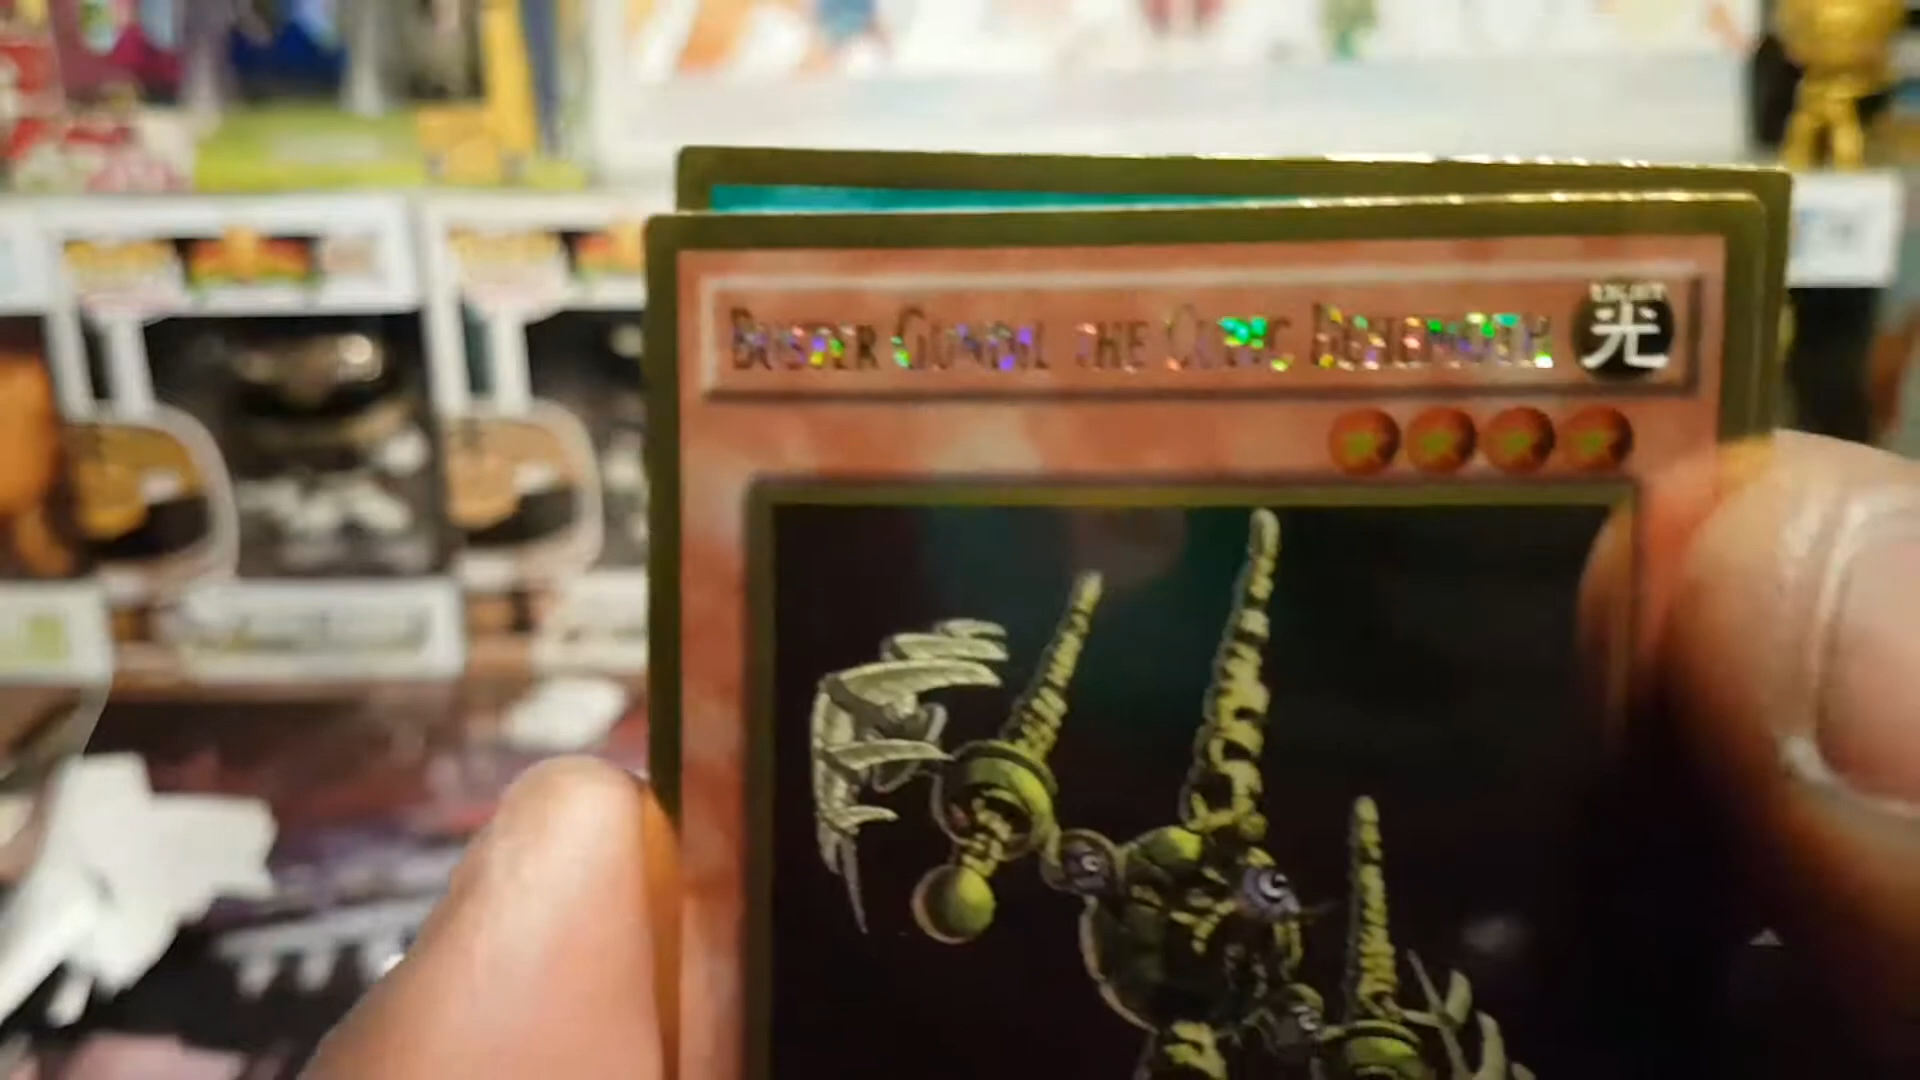 BUSTER GUNDIL THE CUBIC BEHEMOTH
LIGHT
光